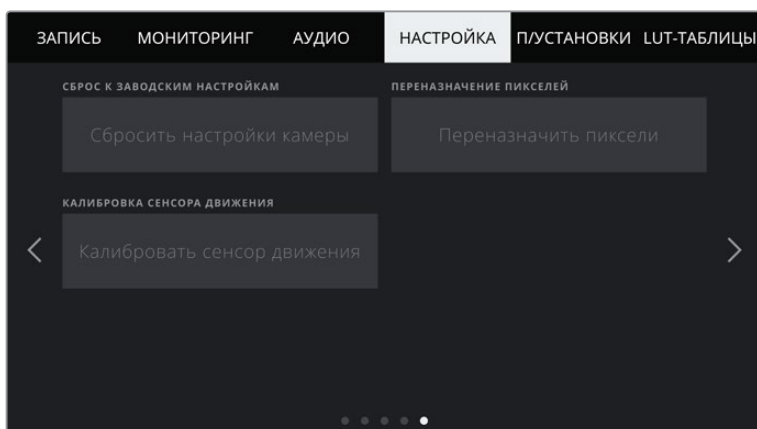 ЗАПИСЬ МОНИТОРИНГ АУДИО НАСТРОЙКА П/УСТАНОВКИ LUT-ТАБЛИЦЫ
СБРОС К ЗАВОДСКИМ НАСТРОЙКАМ ПЕРЕНАЗНАЧЕНИЕ ПИКСЕЛЕЙ
Сбросить настройки камеры Переназначить пиксели
КАЛИБРОВКА СЕНСОРА ДВИЖЕНИЯ
Калибровать сенсор движения